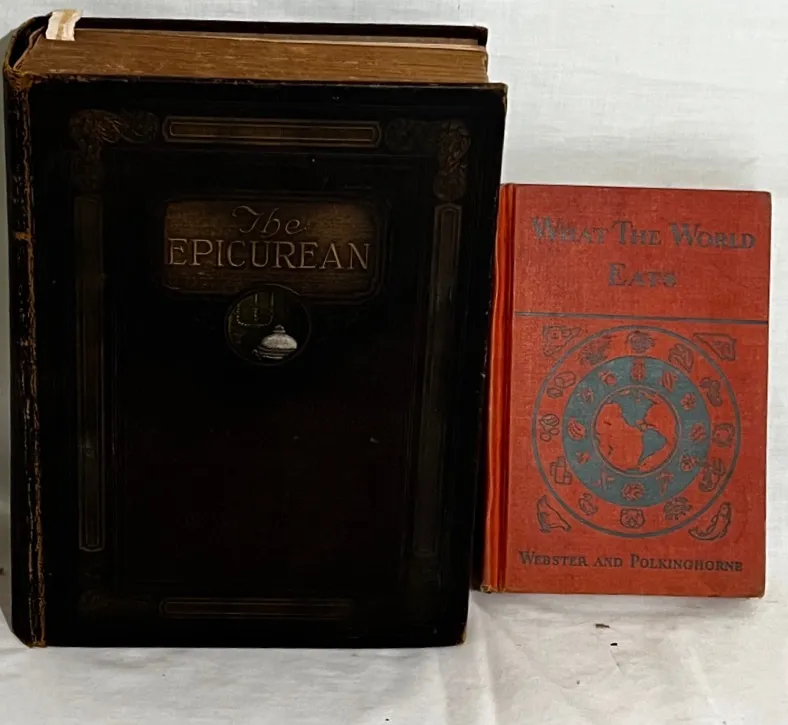 The
EPICUREAN
WHAT THE WORLD
EATS
WEBSTER AND POLKINGHORNE